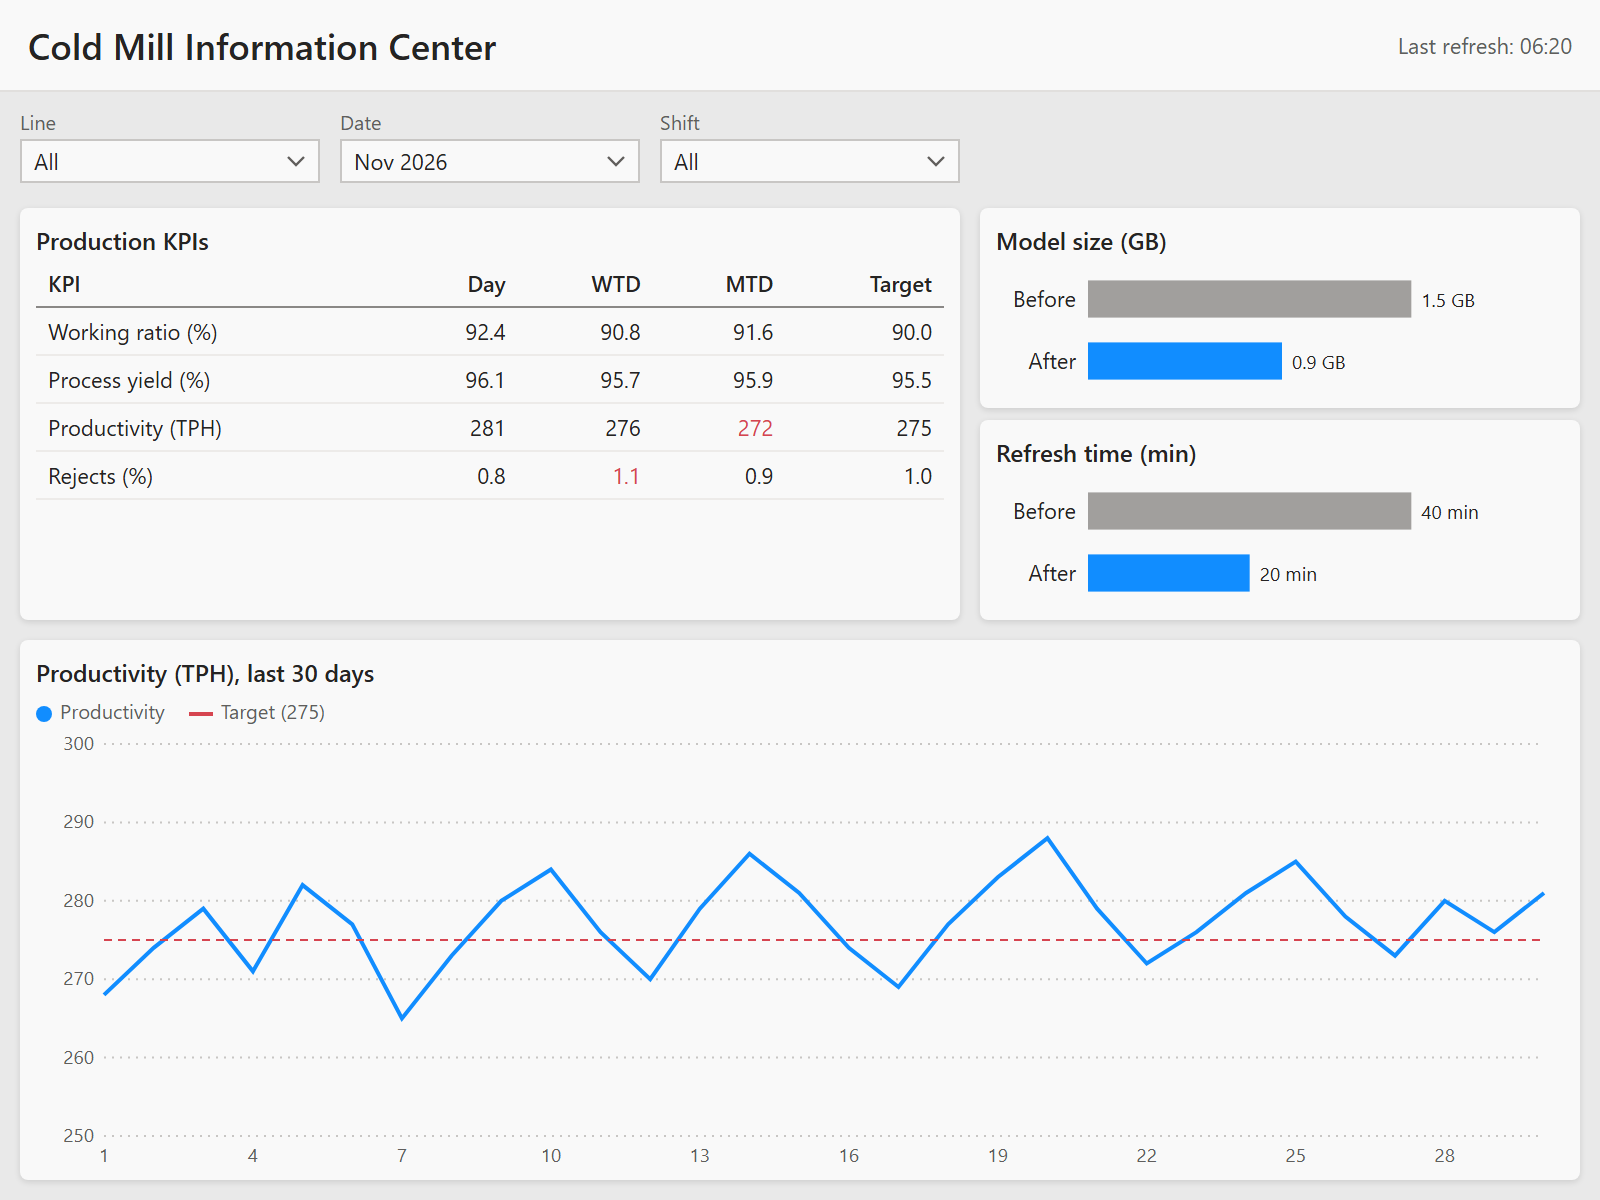 Cold Mill Information Center
Last refresh: 06:20
Line
Date
Shift
All
Nov 2026
All
Production KPIs
KPI Day WTD MTD Target
Working ratio (%) 92.4 90.8 91.6 90.0
Process yield (%) 96.1 95.7 95.9 95.5
Productivity (TPH) 281 276 272 275
Rejects (%) 0.8 1.1 0.9 1.0
Model size (GB)
Before 1.5 GB
After 0.9 GB
Refresh time (min)
Before 40 min
After 20 min
Productivity (TPH), last 30 days
Productivity Target (275)
300
290
280
270
260
250
1 4 7 10 13 16 19 22 25 28